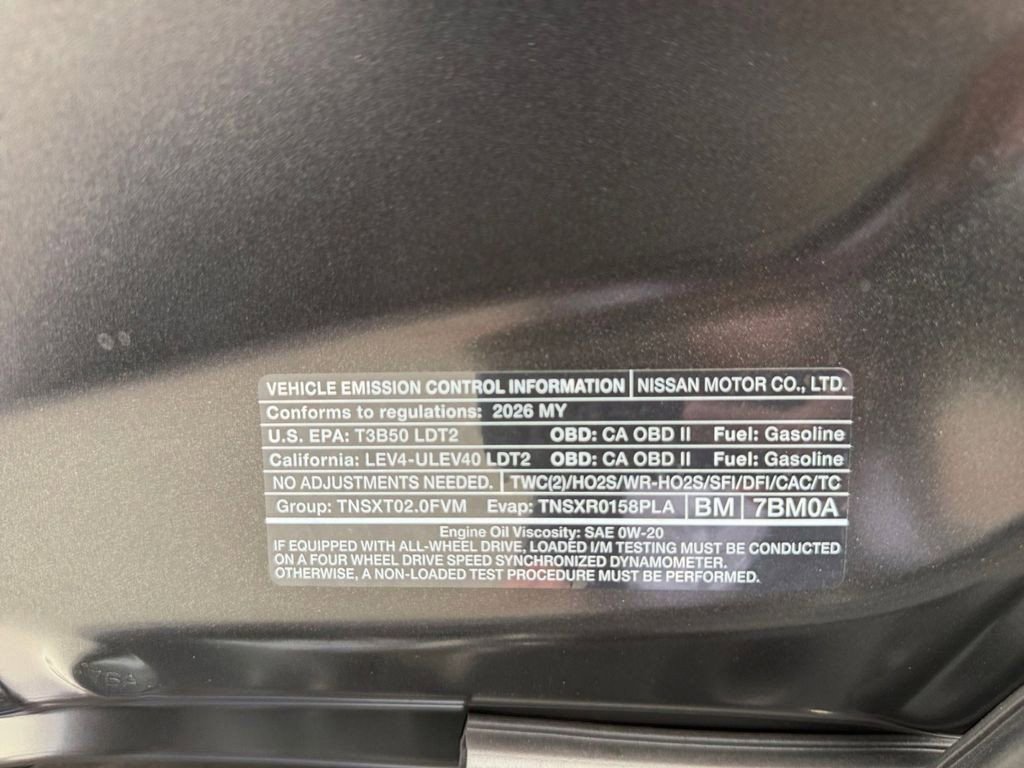 VEHICLE EMISSION CONTROL INFORMATION NISSAN MOTOR CO., LTD.
Conforms to regulations: 2026 MY
U.S. EPA: T3B50 LDT2 OBD: CA OBD II Fuel: Gasoline
California: LEV4-ULEV40 LDT2 OBD: CA OBD II Fuel: Gasoline
NO ADJUSTMENTS NEEDED. TWC(2)/HO2S/WR-HO2S/SFI/DFI/CAC/TC
Group: TNSXT02.0FVM Evap: TNSXR0158PLA BM 7BM0A
Engine Oil Viscosity: SAE 0W-20
IF EQUIPPED WITH ALL-WHEEL DRIVE, LOADED I/M TESTING MUST BE CONDUCTED
ON A FOUR WHEEL DRIVE SPEED SYNCHRONIZED DYNAMOMETER.
OTHERWISE, A NON-LOADED TEST PROCEDURE MUST BE PERFORMED.